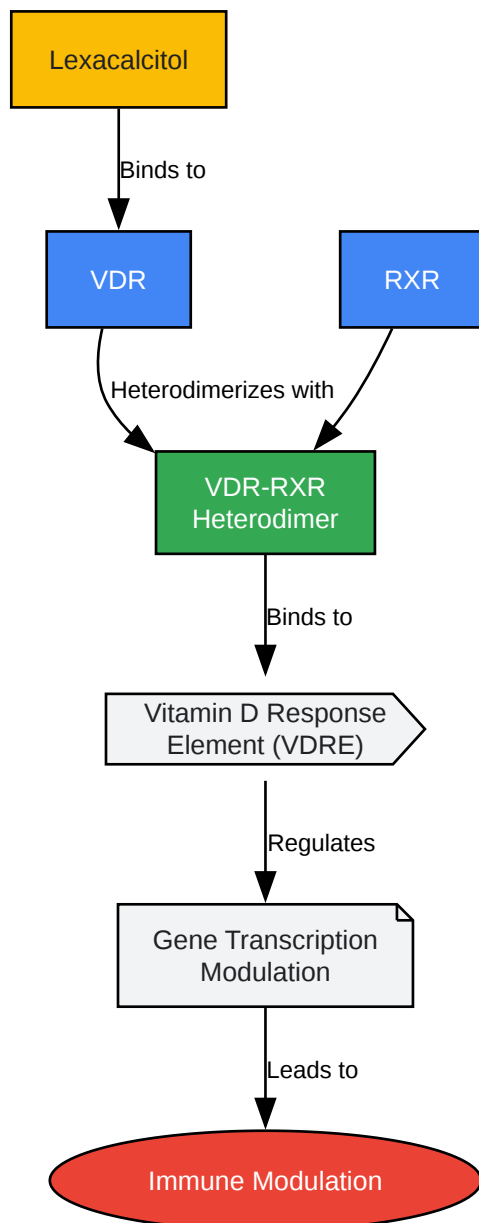 Lexacalcitol
Binds to
VDR
RXR
Heterodimerizes with
VDR-RXR
Heterodimer
Binds to
Vitamin D Response
Element (VDRE)
Regulates
Gene Transcription
Modulation
Leads to
Immune Modulation